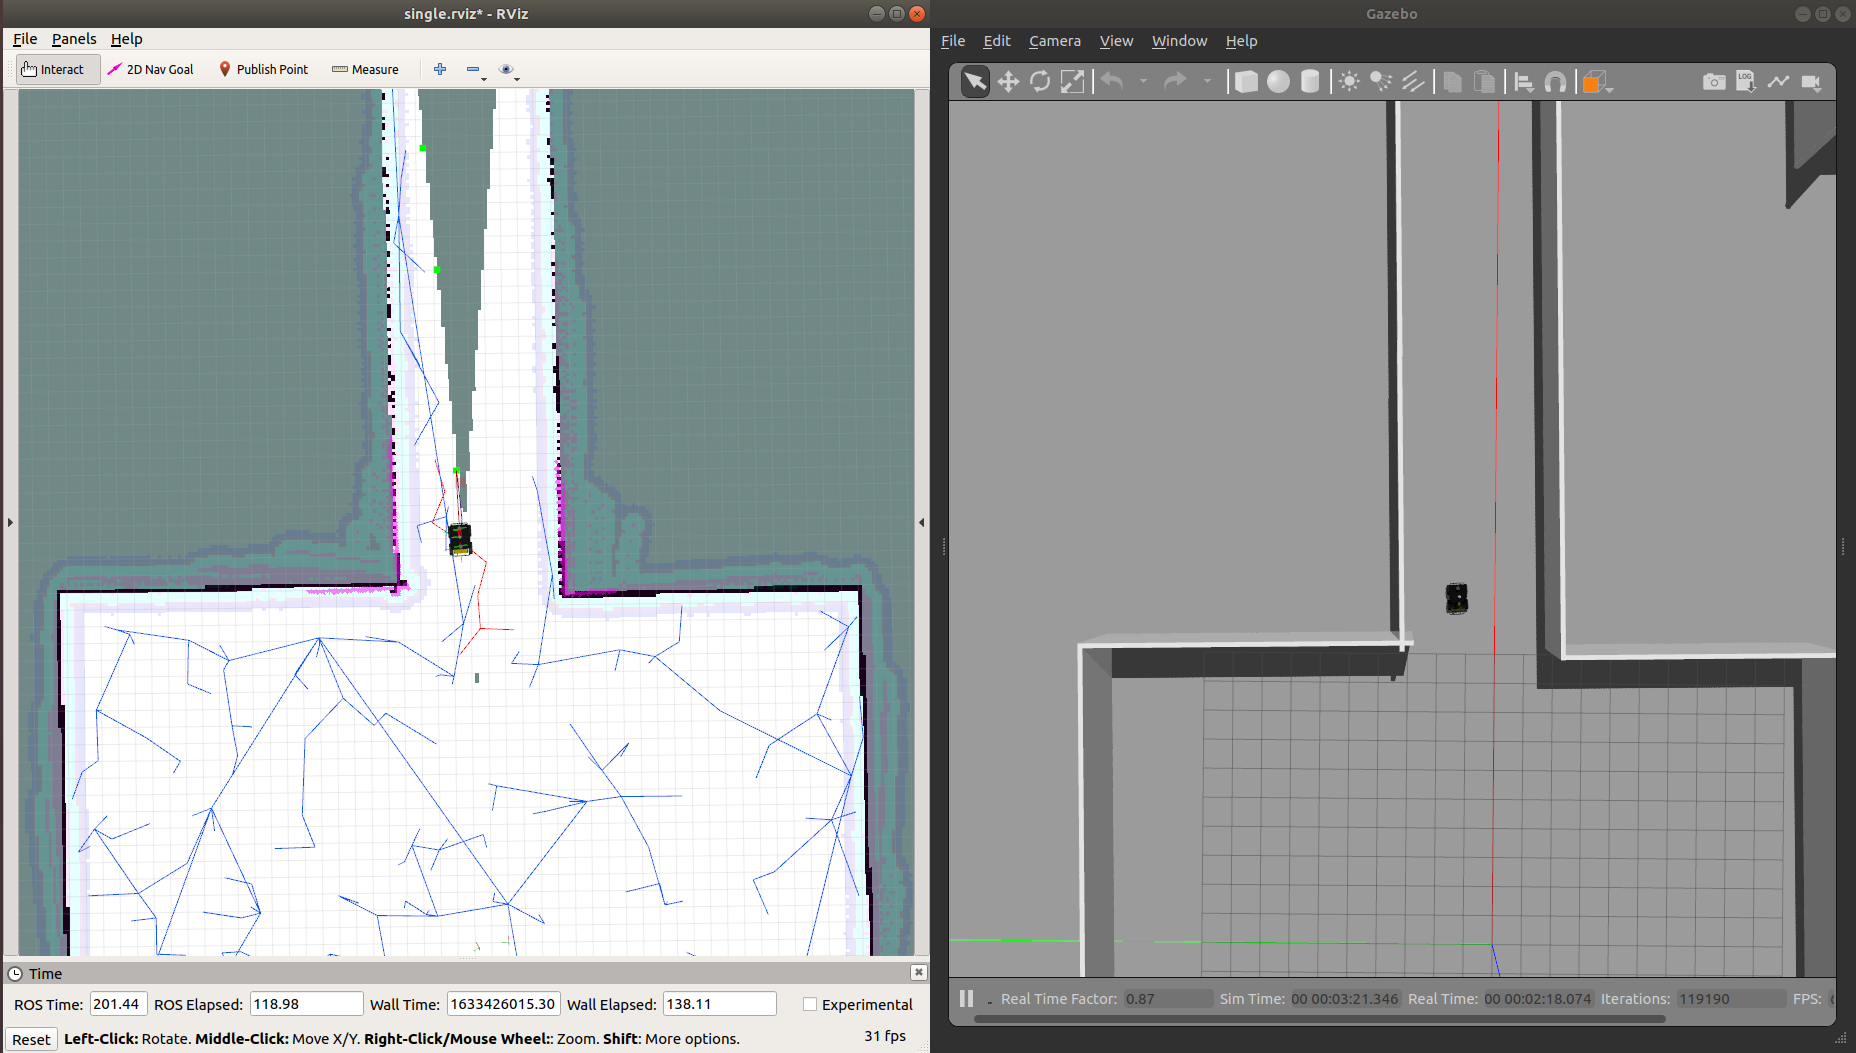 single.rviz* - RViz
File Panels Help
Interact 2D Nav Goal Publish Point Measure
Time
ROS Time: 201.44 ROS Elapsed: 118.98 Wall Time: 1633426015.30 Wall Elapsed: 138.11 Experimental
Reset Left-Click: Rotate. Middle-Click: Move X/Y. Right-Click/Mouse Wheel:: Zoom. Shift: More options. 31 fps
Gazebo
File Edit Camera View Window Help
LOG
Real Time Factor: 0.87 Sim Time: 00 00:03:21.346 Real Time: 00 00:02:18.074 Iterations: 119190 FPS: